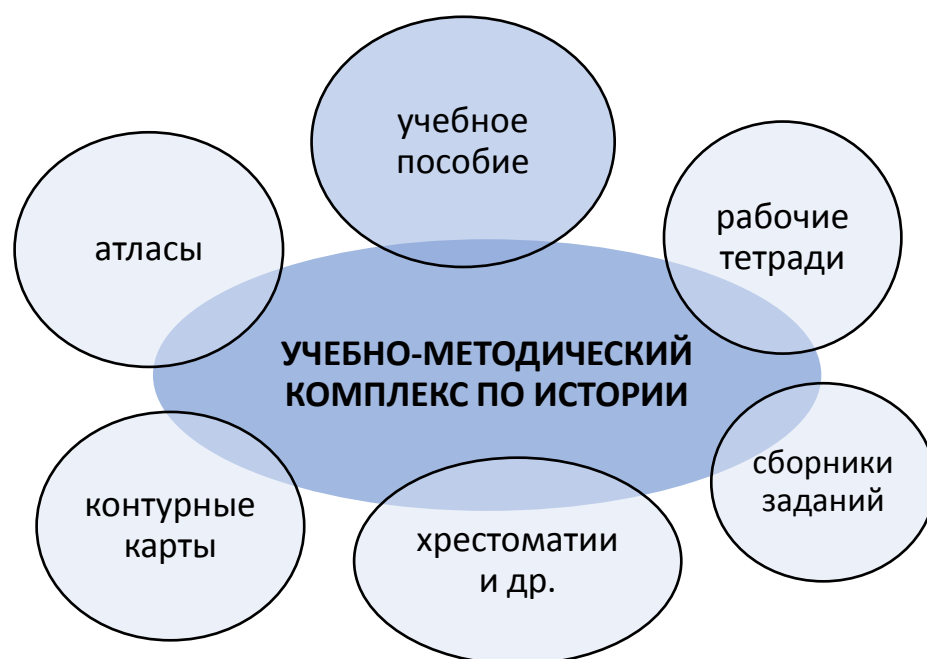 учебное
пособие
атласы
рабочие
тетради
УЧЕБНО-МЕТОДИЧЕСКИЙ
КОМПЛЕКС ПО ИСТОРИИ
контурные
карты
хрестоматии
и др.
сборники
заданий